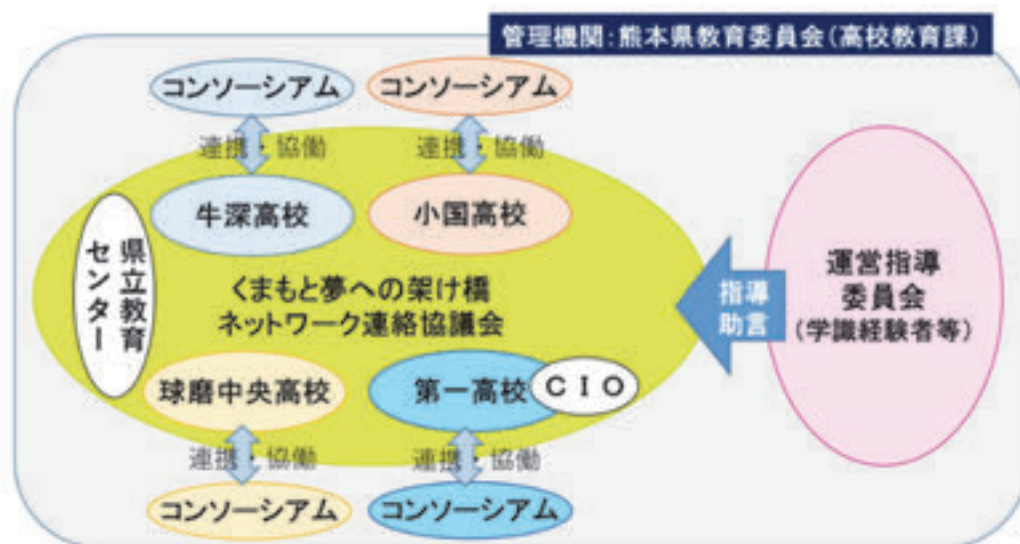 管理機関:熊本県教育委員会(高校教育課)
コンソーシアム
コンソーシアム
連携・協働
連携・協働
牛深高校
小国高校
県立教育
センター
くまもと夢への架け橋
ネットワーク連絡協議会
指導
助言
運営指導
委員会
(学識経験者等)
球磨中央高校
第一高校
CIO
連携・協働
連携・協働
コンソーシアム
コンソーシアム